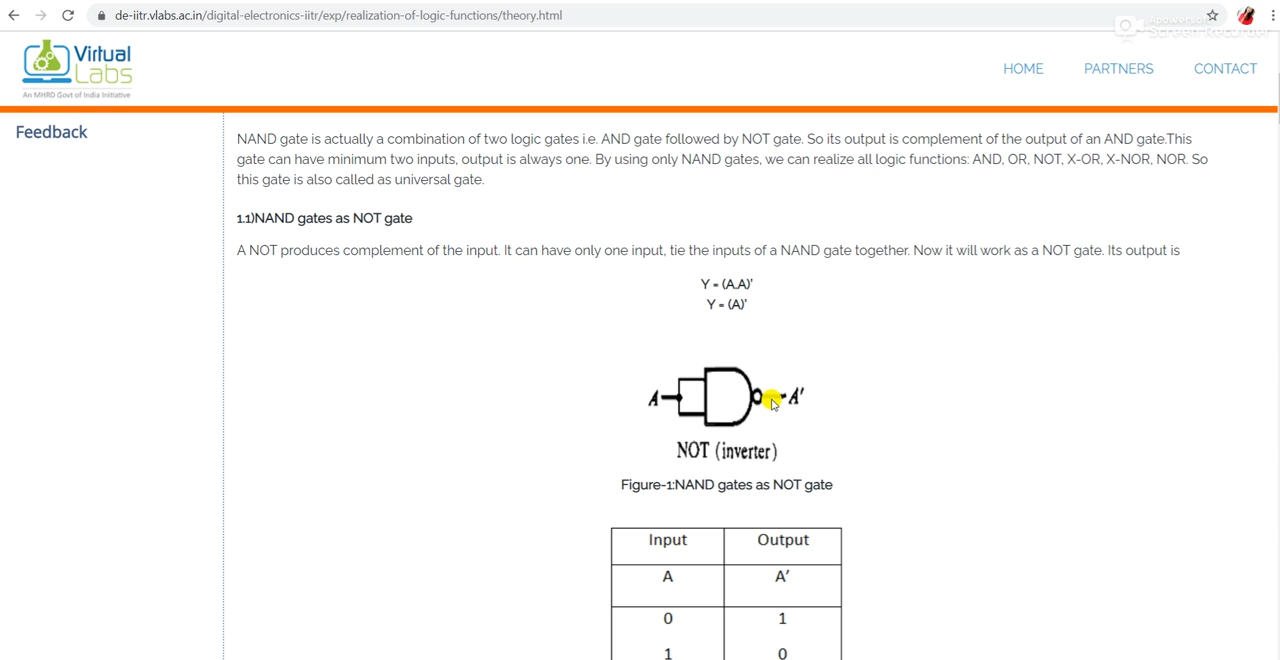 de-iitr.vlabs.ac.in/digital-electronics-iitr/exp/realization-of-logic-functions/theory.html
Apowersoft
Screen Recorder
Virtual
Labs
An MHRD Govt of India Initiative
HOME PARTNERS CONTACT
Feedback
NAND gate is actually a combination of two logic gates i.e. AND gate followed by NOT gate. So its output is complement of the output of an AND gate.This
gate can have minimum two inputs, output is always one. By using only NAND gates, we can realize all logic functions: AND, OR, NOT, X-OR, X-NOR, NOR. So
this gate is also called as universal gate.
1.1)NAND gates as NOT gate
A NOT produces complement of the input. It can have only one input, tie the inputs of a NAND gate together. Now it will work as a NOT gate. Its output is
Y = (A.A)'
Y = (A)'
A A'
NOT (inverter)
Figure-1:NAND gates as NOT gate
Input Output
A A'
0 1
1 0